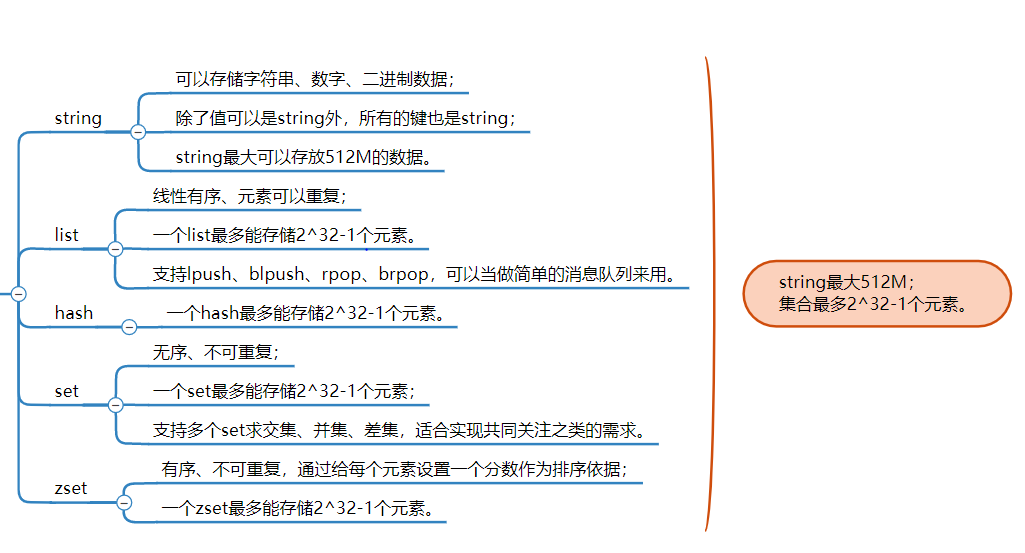 string
可以存储字符串、数字、二进制数据；
除了值可以是string外，所有的键也是string；
string最大可以存放512M的数据。
list
线性有序、元素可以重复；
一个list最多能存储2^32-1个元素。
支持lpush、blpush、rpop、brpop，可以当做简单的消息队列来用。
hash
一个hash最多能存储2^32-1个元素。
set
无序、不可重复；
一个set最多能存储2^32-1个元素；
支持多个set求交集、并集、差集，适合实现共同关注之类的需求。
zset
有序、不可重复，通过给每个元素设置一个分数作为排序依据；
一个zset最多能存储2^32-1个元素。
string最大512M；
集合最多2^32-1个元素。